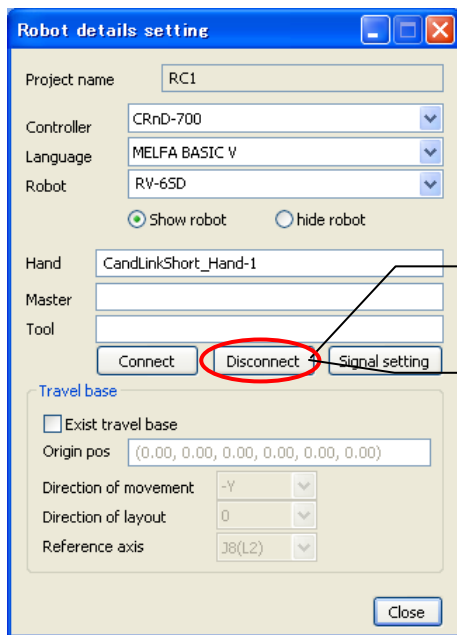 Robot details setting
Project name RC1
Controller CRnD-700
Language MELFA BASIC V
Robot RV-6SD
Show robot hide robot
Hand CandLinkShort_Hand-1
Master
Tool
Connect Disconnect Signal setting
Travel base
Exist travel base
Origin pos (0.00, 0.00, 0.00, 0.00, 0.00, 0.00)
Direction of movement -Y
Direction of layout 0
Reference axis J8(L2)
Close